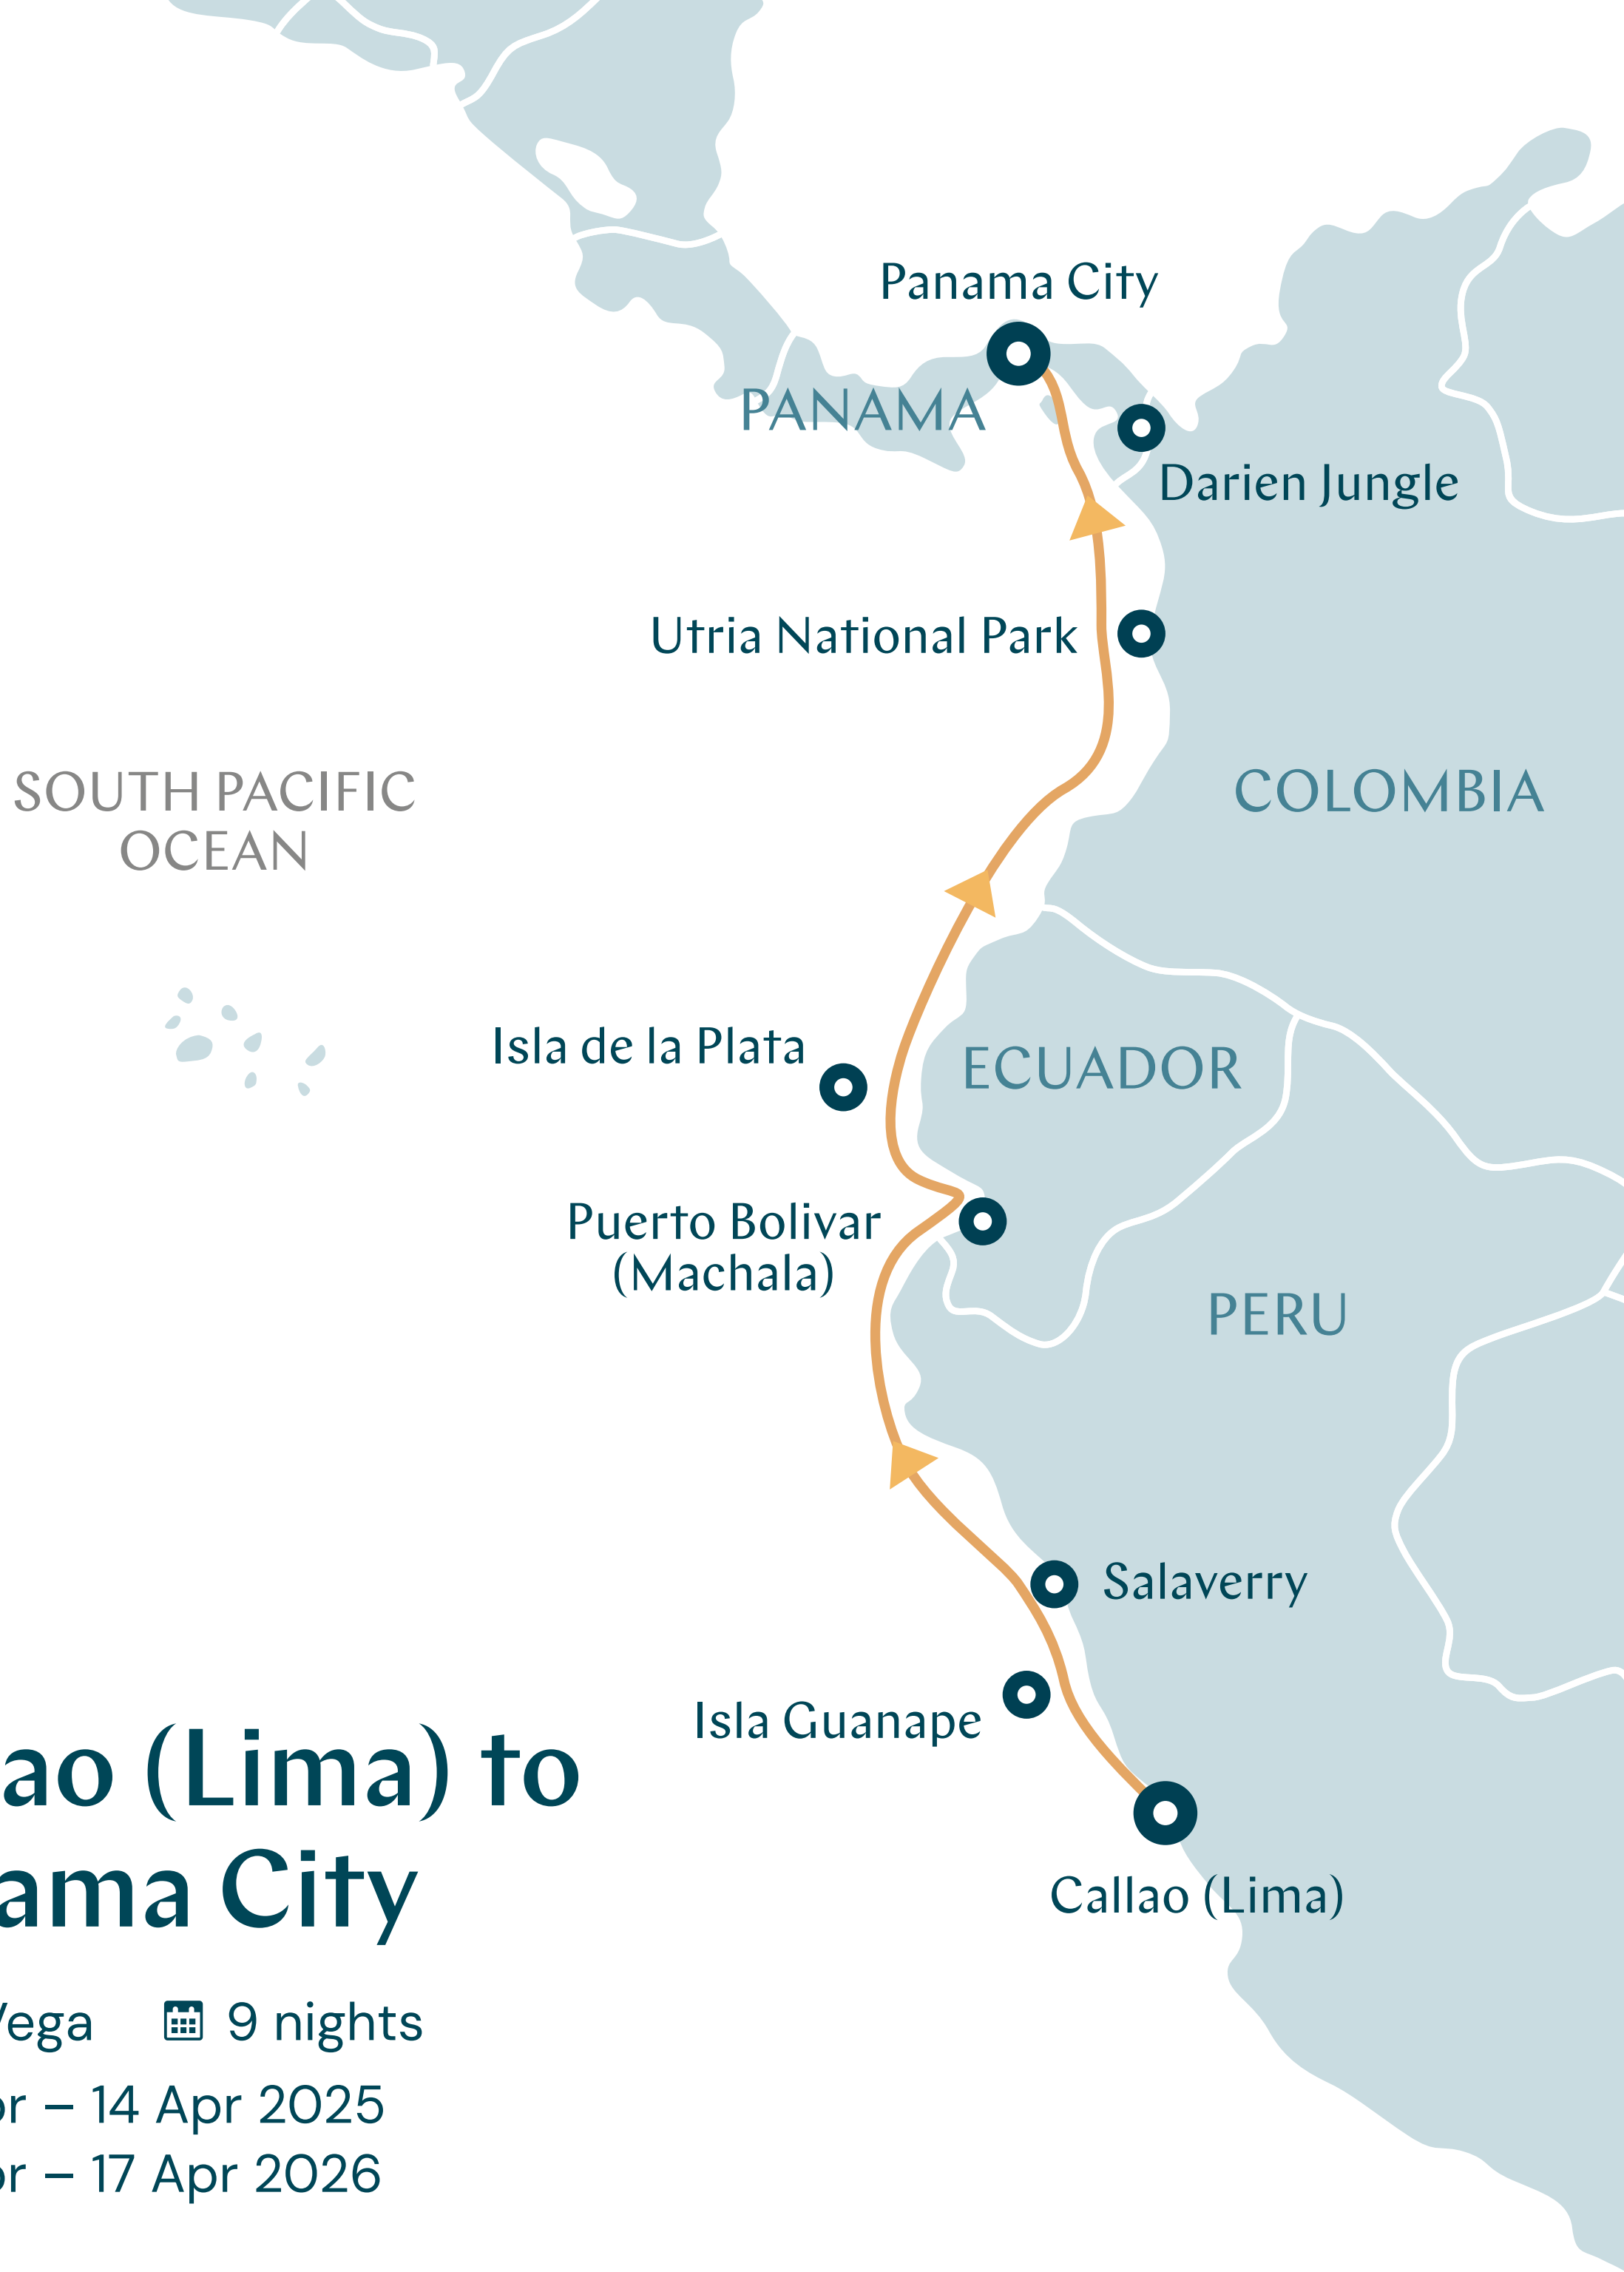 Panama City
PANAMA
Darien Jungle
Utria National Park
SOUTH PACIFIC
OCEAN
COLOMBIA
Isla de la Plata
ECUADOR
Puerto Bolivar
(Machala)
PERU
Salaverry
Isla Guanape
Callao (Lima)
ao (Lima) to
ama City
ega
9 nights
r – 14 Apr 2025
r – 17 Apr 2026